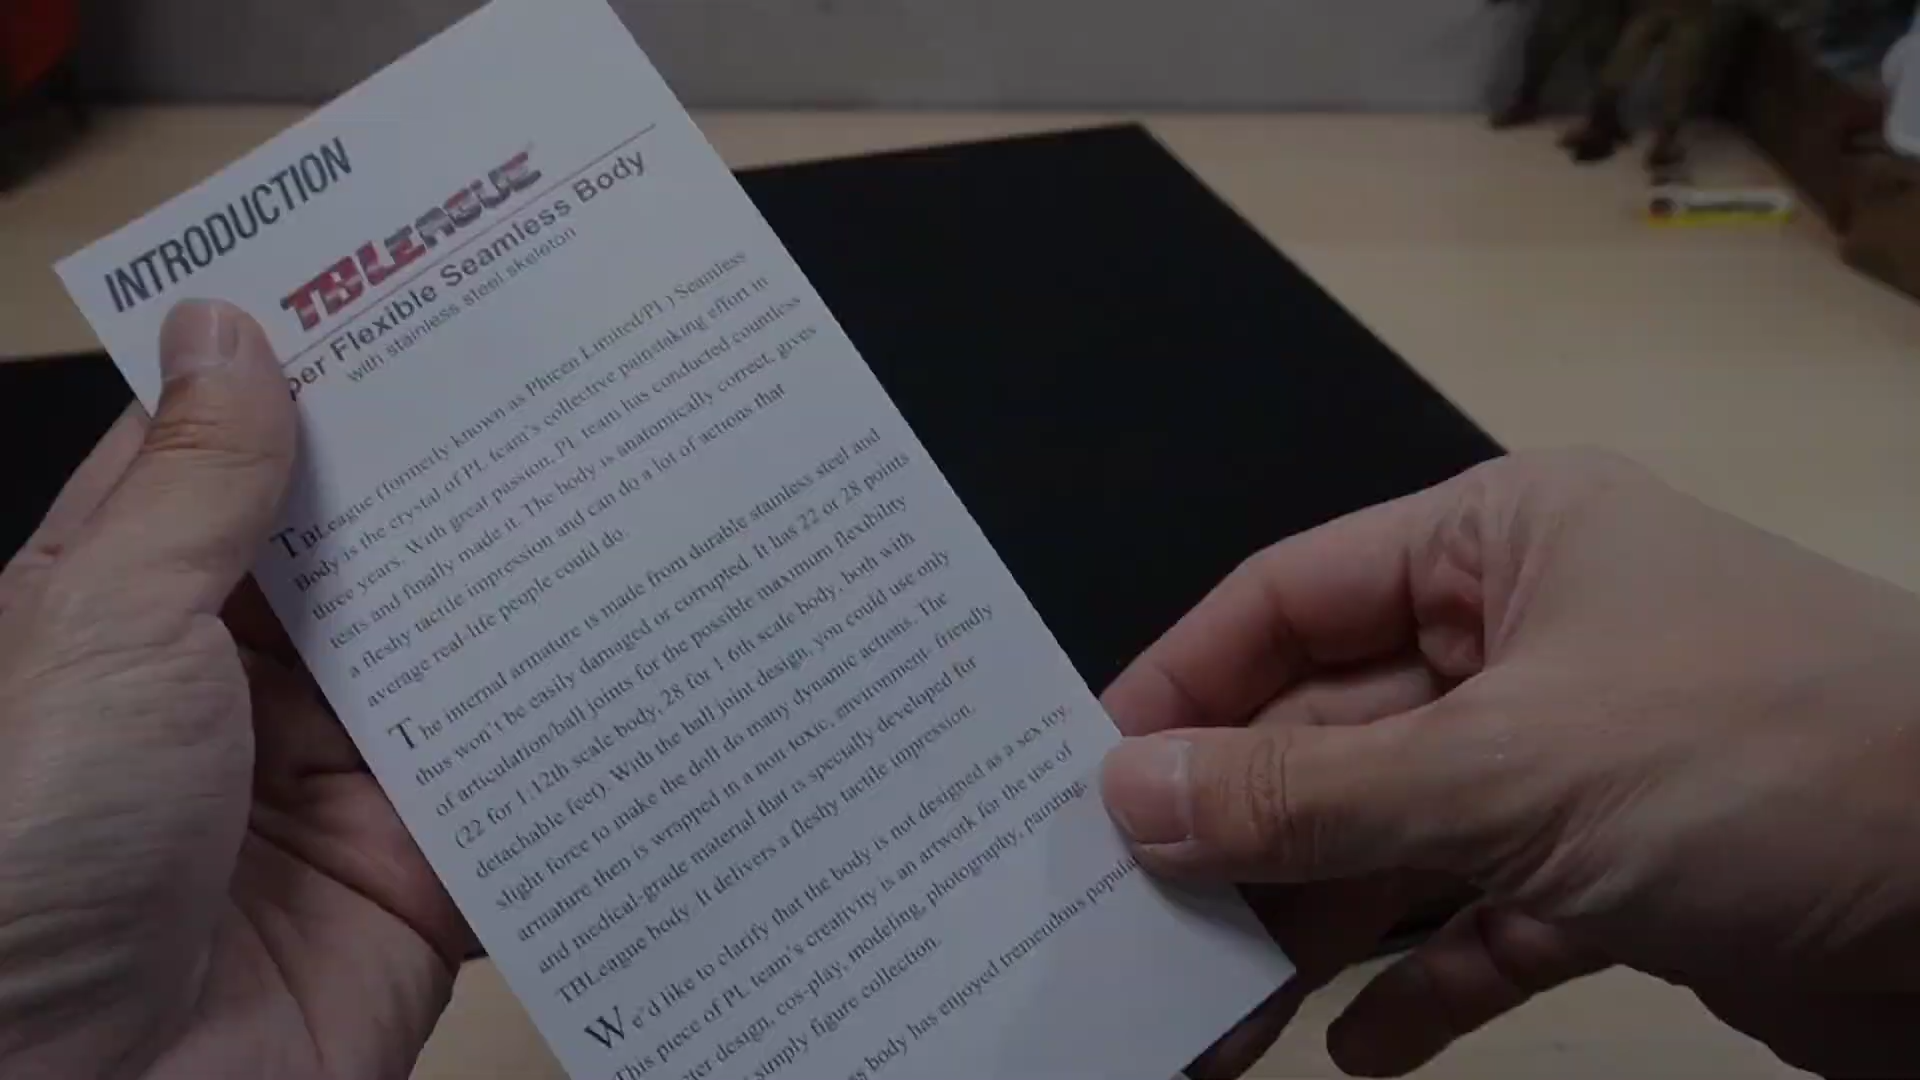 INTRODUCTION
TBLEAGUE
per Flexible Seamless Body
with stainless steel skeleton
TBLeague (formerly known as Phicen Limited/PL) Seamless
Body is the crystal of PL team's collective painstaking effort in
three years. With great passion, PL team has conducted countless
tests and finally made it. The body is anatomically correct, gives
a fleshy tactile impression and can do a lot of actions that
average real-life people could do.
The internal armature is made from durable stainless steel and
thus won't be easily damaged or corrupted. It has 22 or 28 points
of articulation/ball joints for the possible maximum flexibility
(22 for 1:12th scale body, 28 for 1:6th scale body, both with
detachable feet). With the ball joint design, you could use only
slight force to make the doll do many dynamic actions. The
armature then is wrapped in a non-toxic, environment- friendly
and medical-grade material that is specially developed for
TBLeague body. It delivers a fleshy tactile impression.
We'd like to clarify that the body is not designed as a sex toy.
This piece of PL team's creativity is an artwork for the use of
ter design, cos-play, modeling, photography, painting,
simply figure collection.
s body has enjoyed tremendous popula